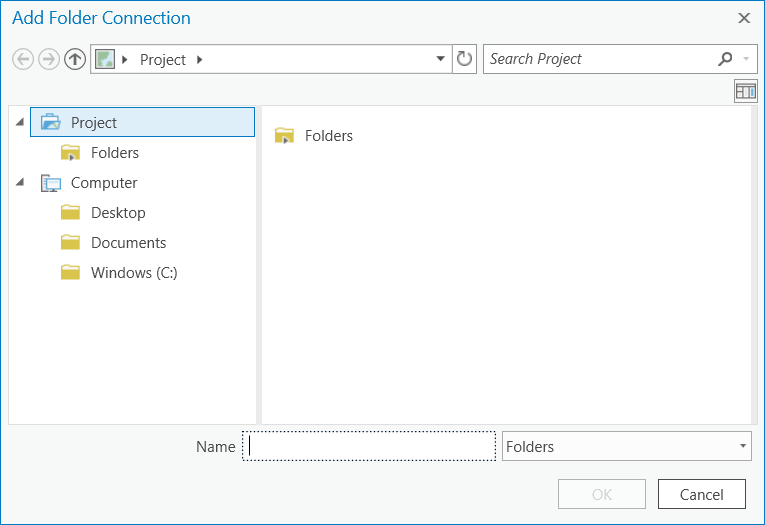 Add Folder Connection
Project
Search Project
Project
Folders
Computer
Desktop
Documents
Windows (C:)
Folders
Name
Folders
OK
Cancel